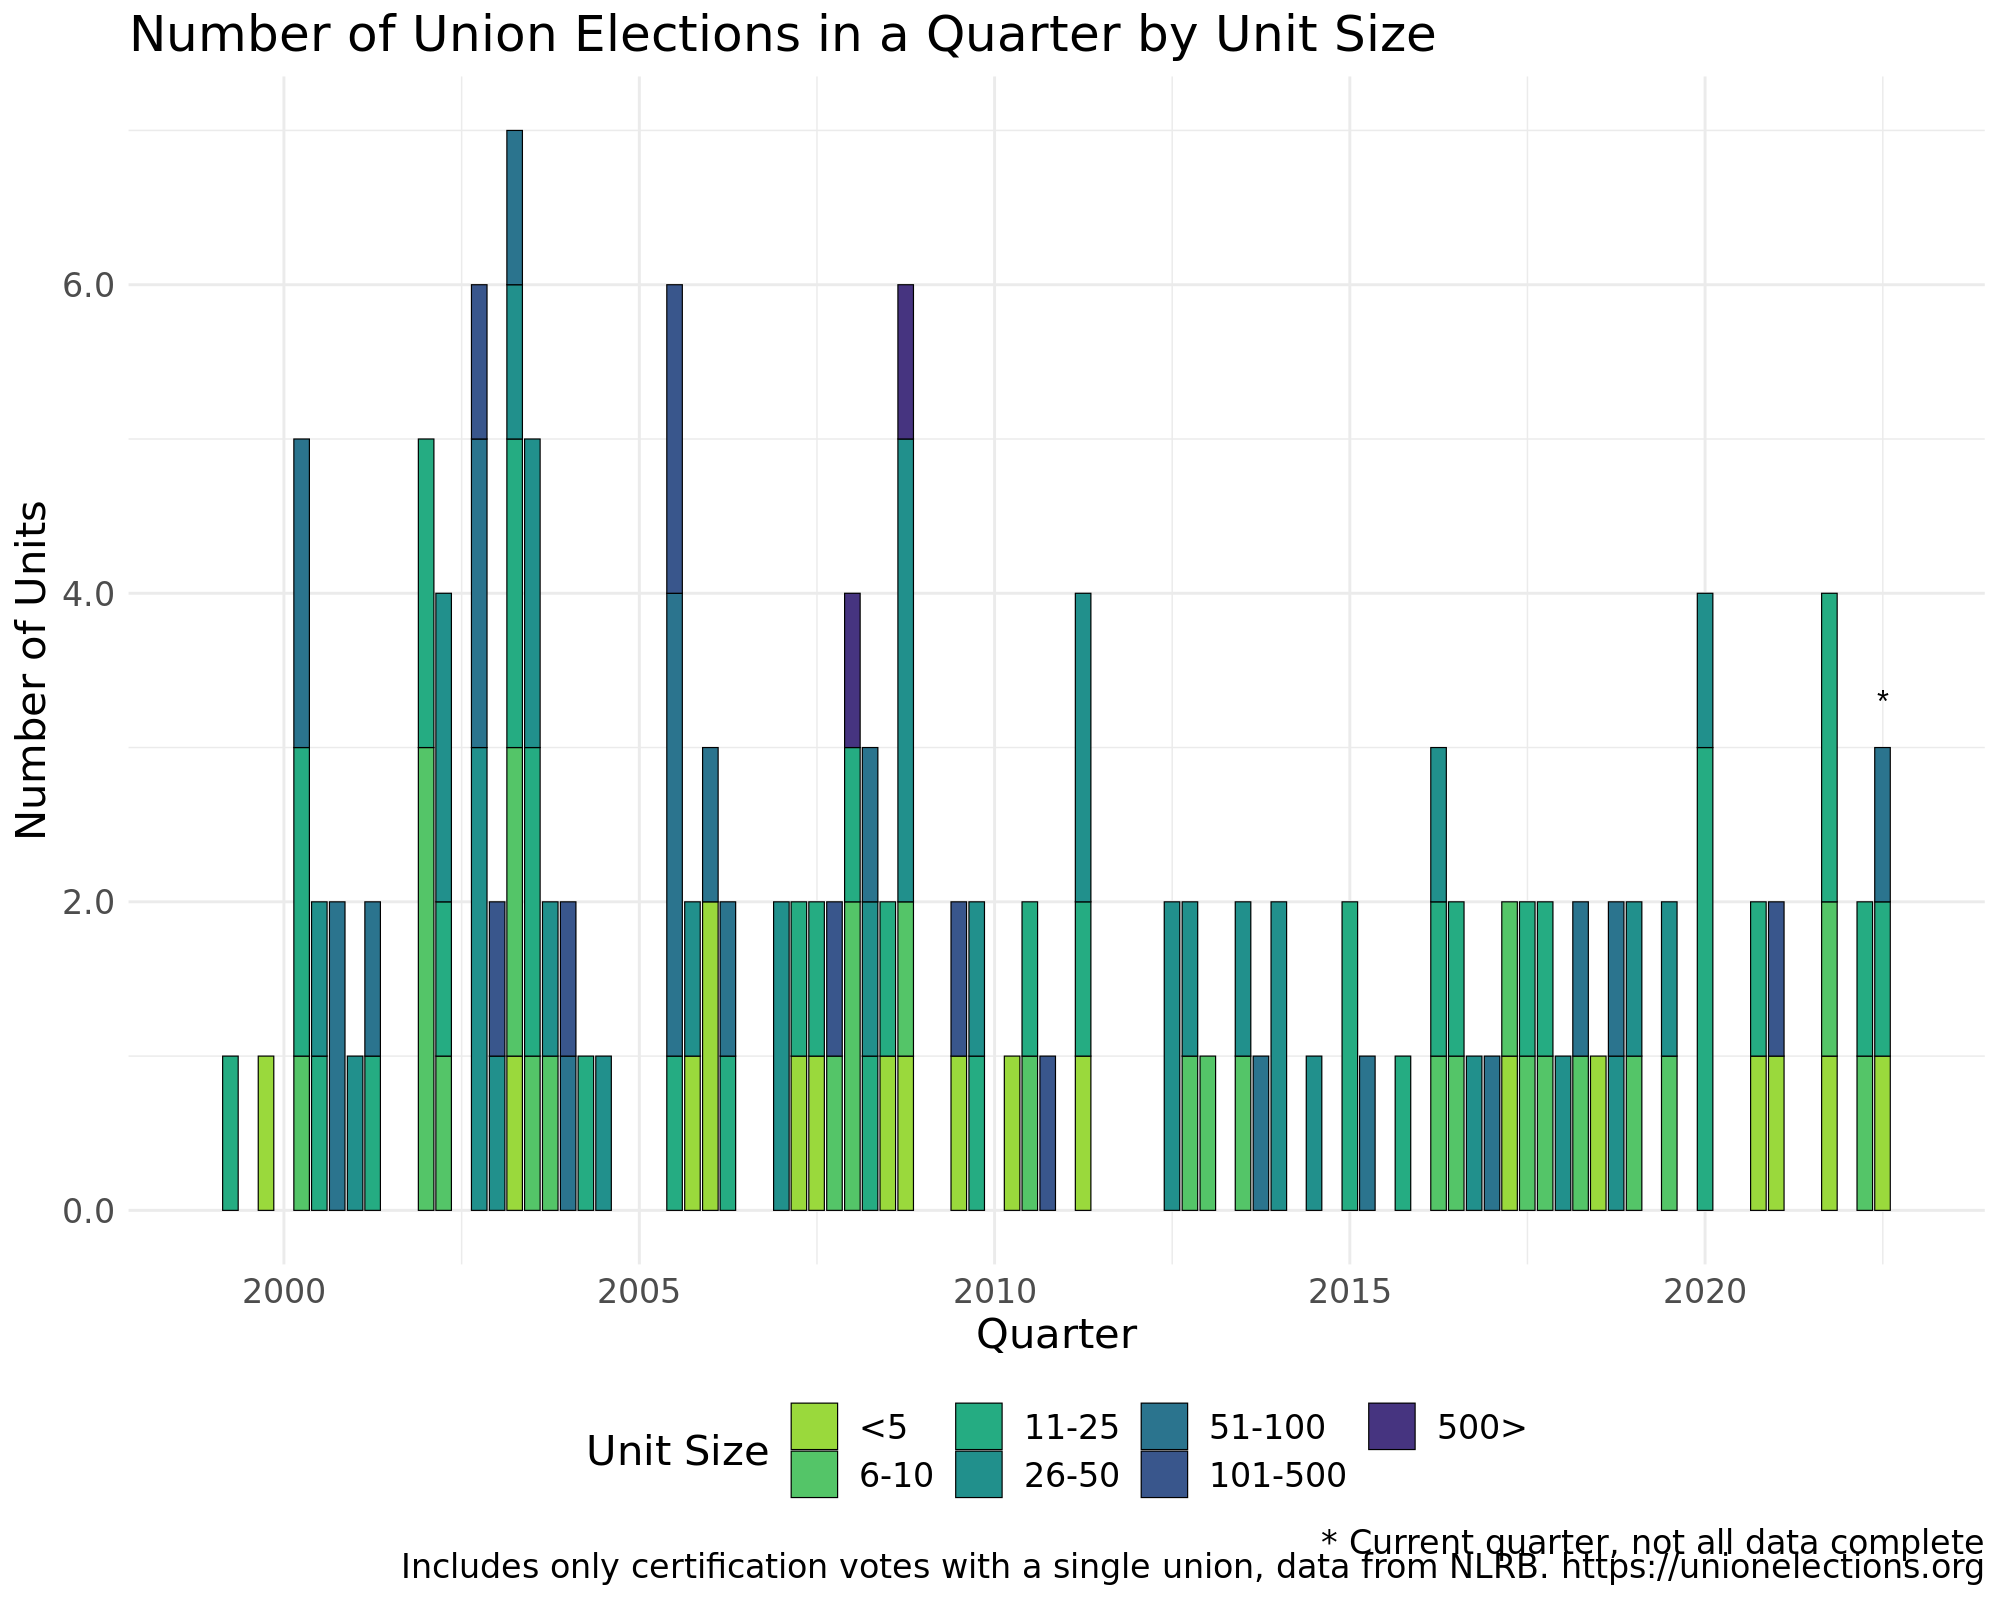 Number of Union Elections in a Quarter by Unit Size
Number of Units
6.0
4.0
2.0
0.0
*
2000 2005 2010 2015 2020
Quarter
Unit Size
<5 11-25 51-100 500>
6-10 26-50 101-500
* Current quarter, not all data complete
Includes only certification votes with a single union, data from NLRB. https://unionelections.org